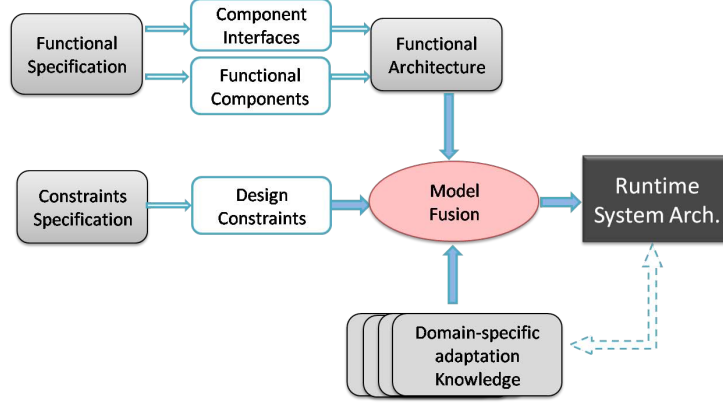 Component
Interfaces
Functional
Specification
Functional
Architecture
Functional
Components
Constraints
Specification
Design
Constraints
Model
Fusion
Runtime
System Arch.
Domain-specific
adaptation
Knowledge